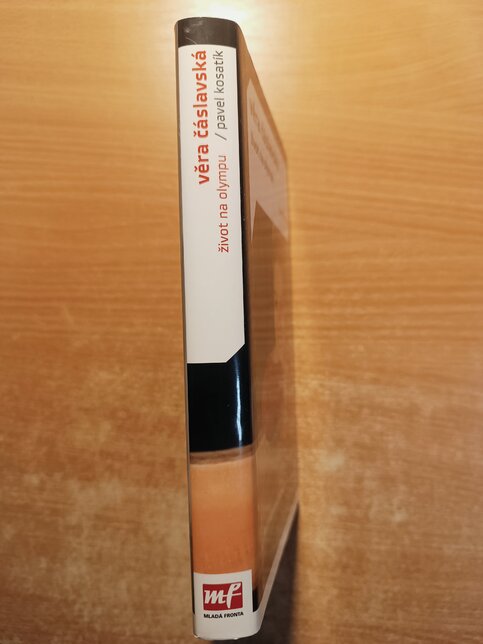 věra čáslavská
život na olympu / pavel kosatík
mf
MLADÁ FRONTA